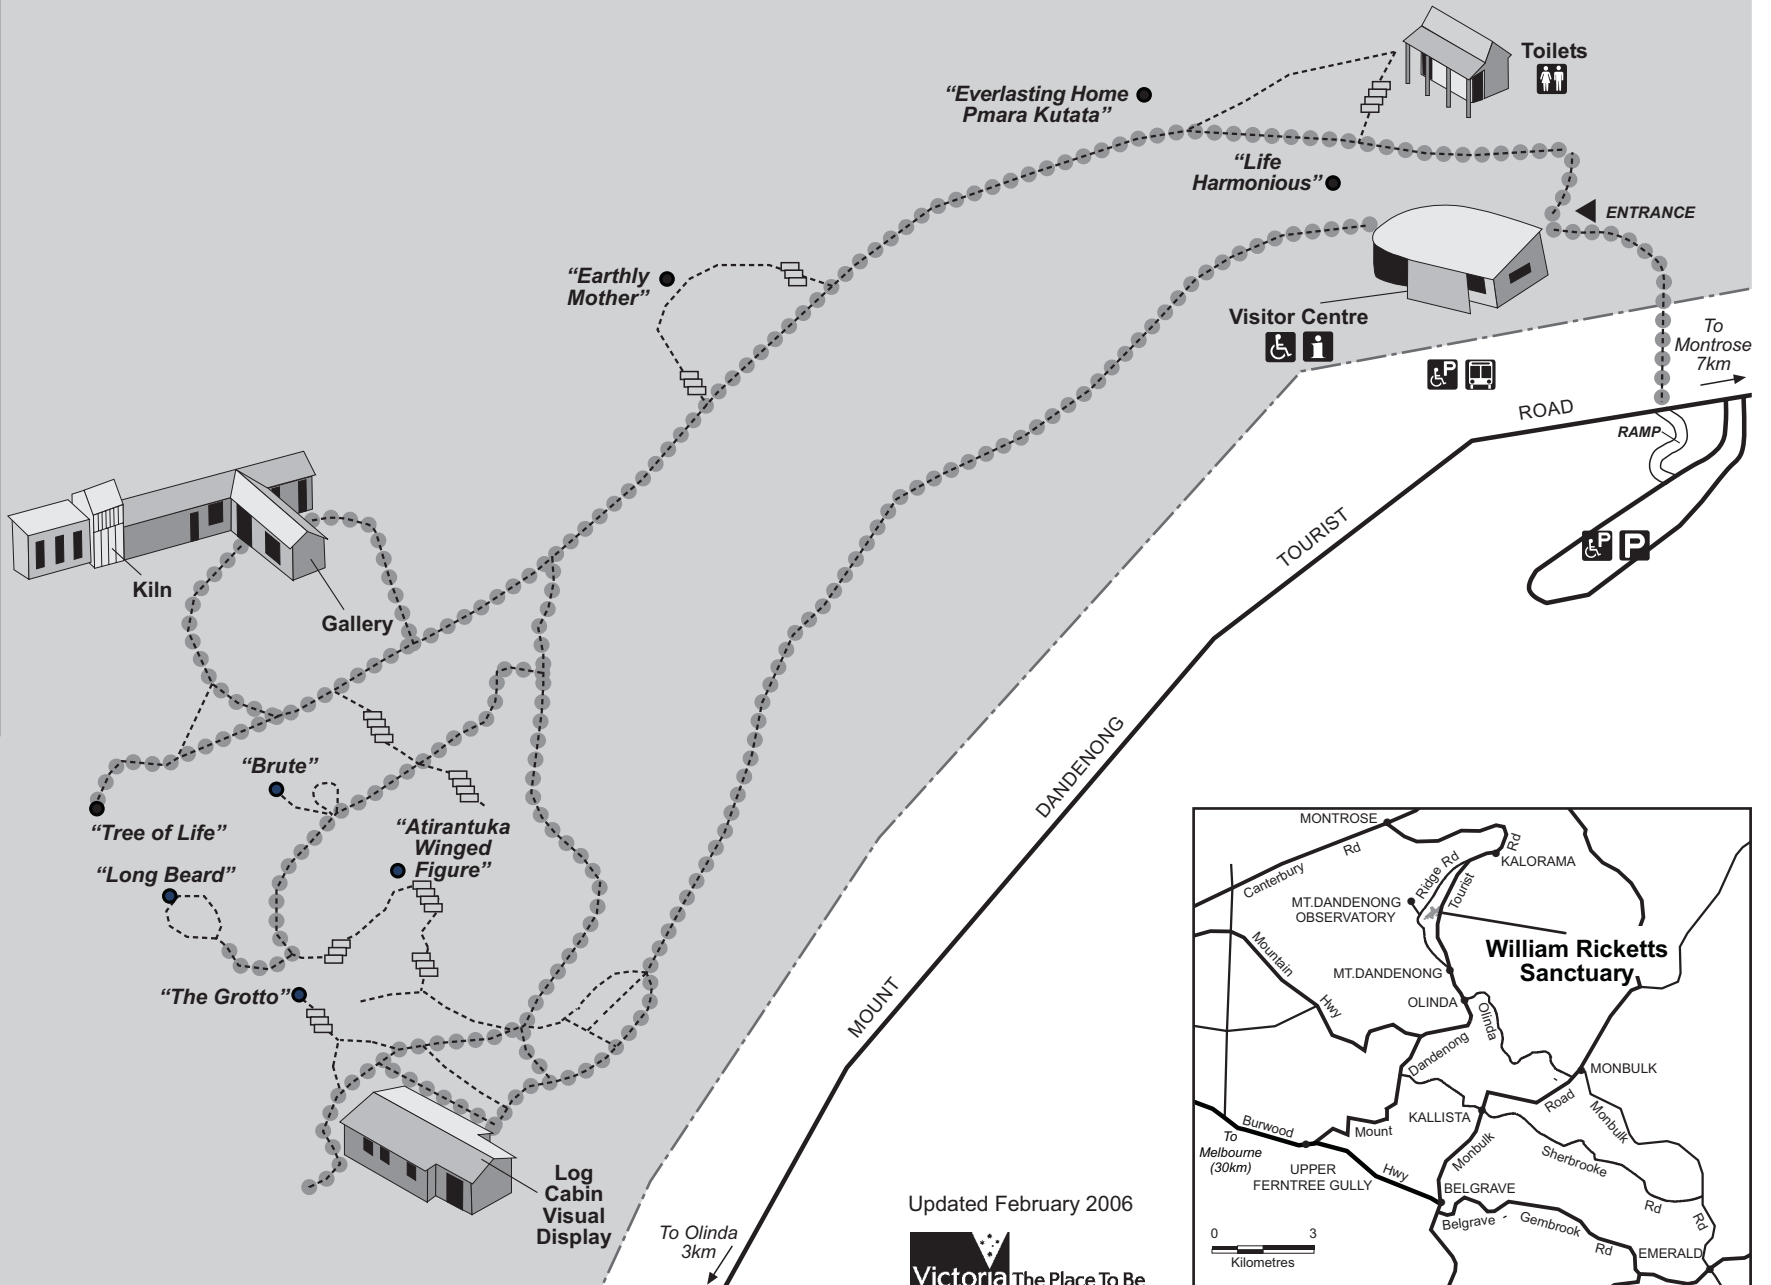 Toilets
“Everlasting Home
Pmara Kutata”
“Life
Harmonious”
ENTRANCE
“Earthly
Mother”
Visitor Centre
To
Montrose
7km
ROAD
RAMP
TOURIST
DANDENONG
MOUNT
To Olinda
3km
P
P
P
Kiln
Gallery
“Brute”
“Tree of Life”
“Atirantuka
Winged
Figure”
“Long Beard”
“The Grotto”
Log
Cabin
Visual
Display
Updated February 2006
Victoria The Place To Be
MONTROSE
Rd
Canterbury
Rd
KALORAMA
Ridge Rd
Tourist
MT.DANDENONG
OBSERVATORY
William Ricketts
Sanctuary
Mountain
Hwy
MT.DANDENONG
OLINDA
Olinda
Dandenong
MONBULK
Road
Monbulk
KALLISTA
Mount
Burwood
To
Melbourne
(30km)
UPPER
FERNTREE GULLY
Hwy
Monbulk
Sherbrooke
Rd
Rd
BELGRAVE
Belgrave - Gembrook
Rd
EMERALD
0 3
Kilometres